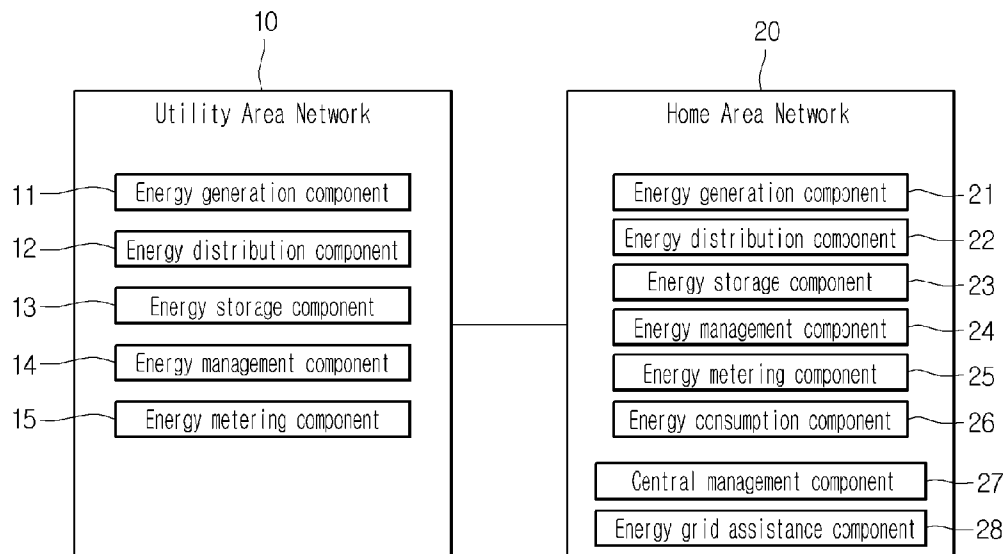 10
20
Utility Area Network
11 Energy generation component
12 Energy distribution component
13 Energy storage component
14 Energy management component
15 Energy metering component
Home Area Network
Energy generation component 21
Energy distribution component 22
Energy storage component 23
Energy management component 24
Energy metering component 25
Energy consumption component 26
Central management component 27
Energy grid assistance component 28